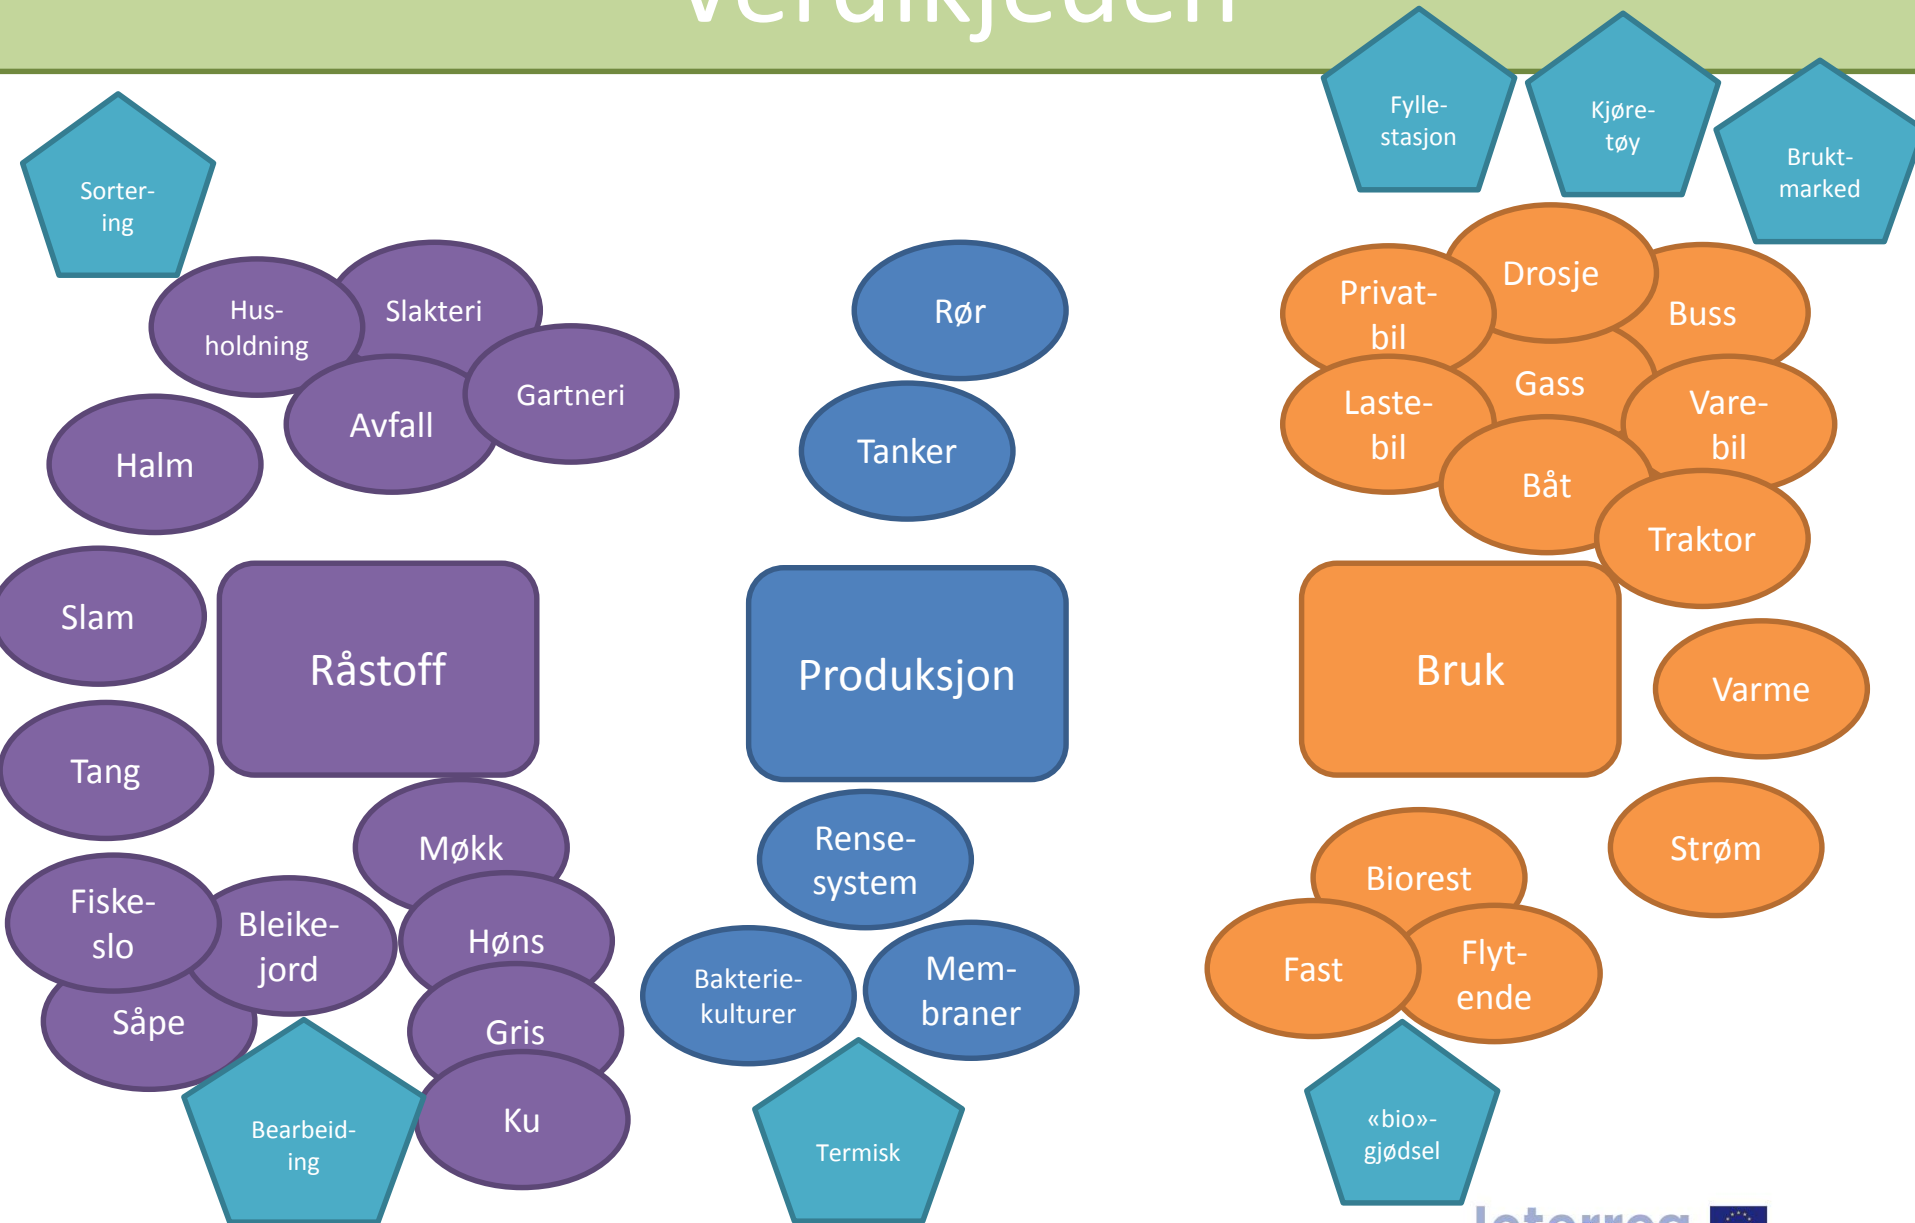 Verdikjeden
Fylle-
stasjon
Kjøre-
tøy
Brukt-
marked
Sorter-
ing
Hus-
holdning
Slakteri
Gartneri
Avfall
Halm
Slam
Tang
Råstoff
Møkk
Fiske-
slo
Bleike-
jord
Såpe
Høns
Gris
Ku
Bearbeid-
ing
Rør
Tanker
Produksjon
Rense-
system
Bakterie-
kulturer
Mem-
braner
Termisk
Privat-
bil
Drosje
Buss
Gass
Laste-
bil
Vare-
bil
Båt
Traktor
Bruk
Varme
Strøm
Biorest
Fast
Flyt-
ende
«bio»-
gjødsel
Interreg